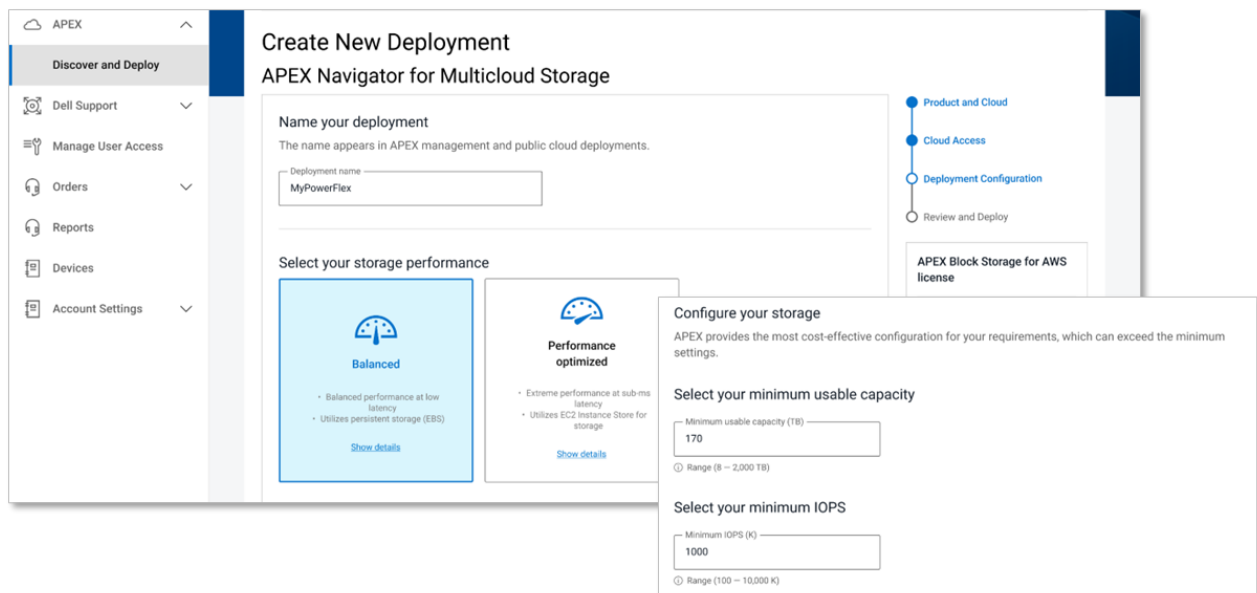 APEX
Discover and Deploy
Dell Support
Manage User Access
Orders
Reports
Devices
Account Settings
Create New Deployment
APEX Navigator for Multicloud Storage
Name your deployment
The name appears in APEX management and public cloud deployments.
Deployment name
MyPowerFlex
Select your storage performance
Balanced
• Balanced performance at low
latency
• Utilizes persistent storage (EBS)
Show details
Performance
optimized
• Extreme performance at sub-ms
latency
• Utilizes EC2 Instance Store for
storage
Show details
Product and Cloud
Cloud Access
Deployment Configuration
Review and Deploy
APEX Block Storage for AWS
license
Configure your storage
APEX provides the most cost-effective configuration for your requirements, which can exceed the minimum
settings.
Select your minimum usable capacity
Minimum usable capacity (TB)
170
Range (8 – 2,000 TB)
Select your minimum IOPS
Minimum IOPS (K)
1000
Range (100 – 10,000 K)